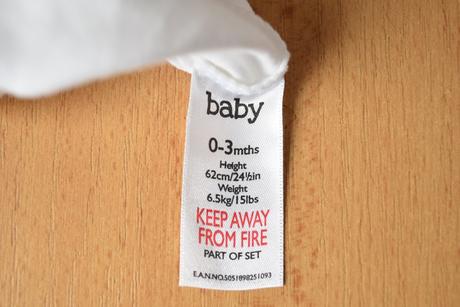 baby
0-3mths
Height
62cm/24½in
Weight
6.5kg/15lbs
KEEP AWAY
FROM FIRE
PART OF SET
E.A.N.NO.5051898251093